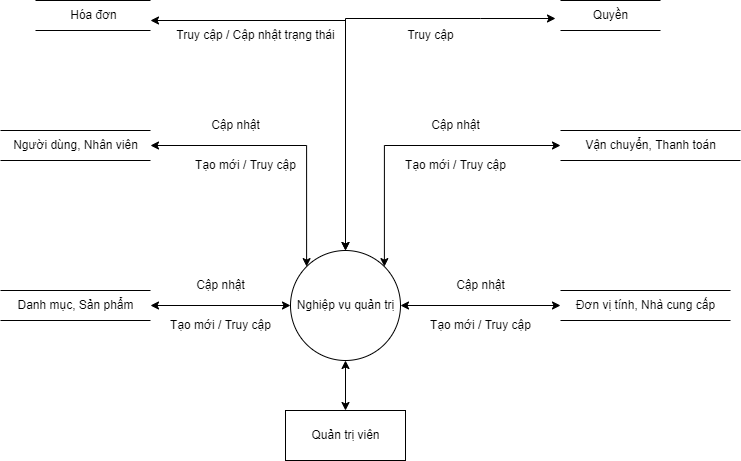 Hóa đơn
Quyền
Truy cập / Cập nhật trạng thái
Truy cập
Cập nhật
Cập nhật
Người dùng, Nhân viên
Vận chuyển, Thanh toán
Tạo mới / Truy cập
Tạo mới / Truy cập
Cập nhật
Cập nhật
Danh mục, Sản phẩm
Nghiệp vụ quản trị
Đơn vị tính, Nhà cung cấp
Tạo mới / Truy cập
Tạo mới / Truy cập
Quản trị viên